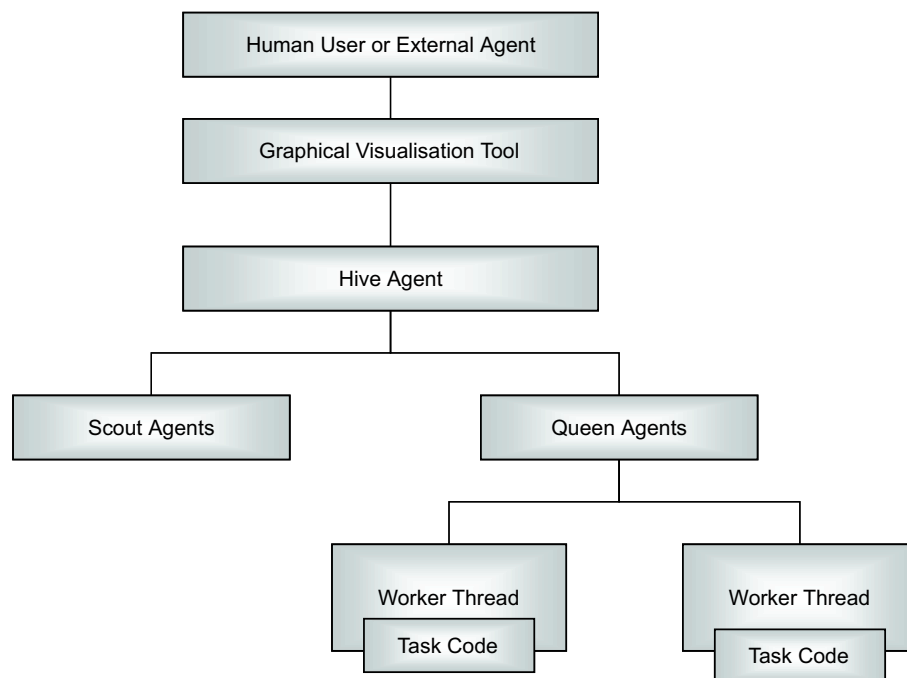 Human User or External Agent
Graphical Visualisation Tool
Hive Agent
Scout Agents
Queen Agents
Worker Thread
Task Code
Worker Thread
Task Code